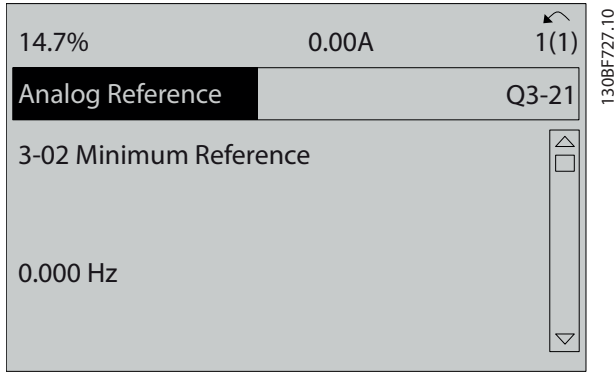 14.7% 0.00A 1(1)
Analog Reference Q3-21
3-02 Minimum Reference
0.000 Hz
130BF727.10